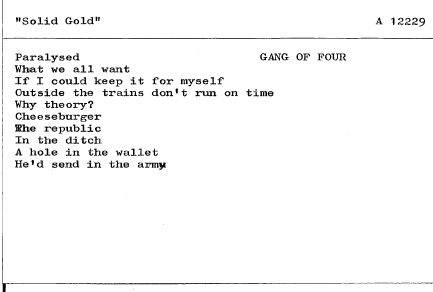 "Solid Gold" A 12229
Paralysed GANG OF FOUR
What we all want
If I could keep it for myself
Outside the trains don't run on time
Why theory?
Cheeseburger
The republic
In the ditch
A hole in the wallet
He'd send in the army